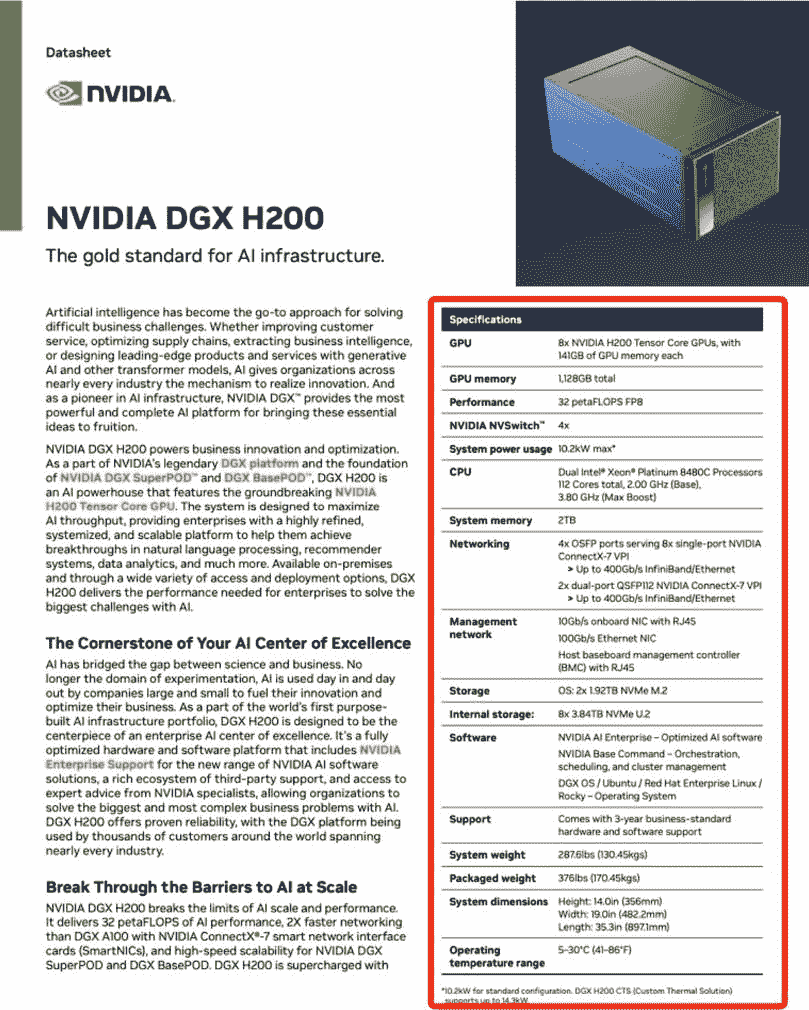 Datasheet
NVIDIA.
NVIDIA DGX H200
The gold standard for AI infrastructure.
Artificial intelligence has become the go-to approach for solving
difficult business challenges. Whether improving customer
service, optimizing supply chains, extracting business intelligence,
or designing leading-edge products and services with generative
AI and other transformer models, AI gives organizations across
nearly every industry the mechanism to realize innovation. And
as a pioneer in AI infrastructure, NVIDIA DGX™ provides the most
powerful and complete AI platform for bringing these essential
ideas to fruition.
NVIDIA DGX H200 powers business innovation and optimization.
As a part of NVIDIA's legendary DGX platform and the foundation
of NVIDIA DGX SuperPOD™ and DGX BasePOD™, DGX H200 is
an AI powerhouse that features the groundbreaking NVIDIA
H200 Tensor Core GPU. The system is designed to maximize
AI throughput, providing enterprises with a highly refined,
systemized, and scalable platform to help them achieve
breakthroughs in natural language processing, recommender
systems, data analytics, and much more. Available on-premises
and through a wide variety of access and deployment options, DGX
H200 delivers the performance needed for enterprises to solve the
biggest challenges with AI.
The Cornerstone of Your AI Center of Excellence
AI has bridged the gap between science and business. No
longer the domain of experimentation, AI is used day in and day
out by companies large and small to fuel their innovation and
optimize their business. As a part of the world's first purpose-
built AI infrastructure portfolio, DGX H200 is designed to be the
centerpiece of an enterprise AI center of excellence. It's a fully
optimized hardware and software platform that includes NVIDIA
Enterprise Support for the new range of NVIDIA AI software
solutions, a rich ecosystem of third-party support, and access to
expert advice from NVIDIA specialists, allowing organizations to
solve the biggest and most complex business problems with AI.
DGX H200 offers proven reliability, with the DGX platform being
used by thousands of customers around the world spanning
nearly every industry.
Break Through the Barriers to AI at Scale
NVIDIA DGX H200 breaks the limits of AI scale and performance.
It delivers 32 petaFLOPS of AI performance, 2X faster networking
than DGX A100 with NVIDIA ConnectX®-7 smart network interface
cards (SmartNICs), and high-speed scalability for NVIDIA DGX
SuperPOD and DGX BasePOD. DGX H200 is supercharged with
Specifications
GPU 8x NVIDIA H200 Tensor Core GPUs, with
141GB of GPU memory each
GPU memory 1,128GB total
Performance 32 petaFLOPS FP8
NVIDIA NVSwitch™ 4x
System power usage 10.2kW max*
CPU Dual Intel® Xeon® Platinum 8480C Processors
112 Cores total, 2.00 GHz (Base),
3.80 GHz (Max Boost)
System memory 2TB
Networking 4x OSFP ports serving 8x single-port NVIDIA
ConnectX-7 VPI
> Up to 400Gb/s InfiniBand/Ethernet
2x dual-port QSFP112 NVIDIA ConnectX-7 VPI
> Up to 400Gb/s InfiniBand/Ethernet
Management 10Gb/s onboard NIC with RJ45
network 100Gb/s Ethernet NIC
Host baseboard management controller
(BMC) with RJ45
Storage OS: 2x 1.92TB NVMe M.2
Internal storage: 8x 3.84TB NVMe U.2
Software NVIDIA AI Enterprise – Optimized AI software
NVIDIA Base Command – Orchestration,
scheduling, and cluster management
DGX OS / Ubuntu / Red Hat Enterprise Linux /
Rocky – Operating System
Support Comes with 3-year business-standard
hardware and software support
System weight 287.6lbs (130.45kgs)
Packaged weight 376lbs (170.45kgs)
System dimensions Height: 14.0in (356mm)
Width: 19.0in (482.2mm)
Length: 35.3in (897.1mm)
Operating 5–30°C (41–86°F)
temperature range
*10.2kW for standard configuration. DGX H200 CTS (Custom Thermal Solution)
supports up to 14.3kW.